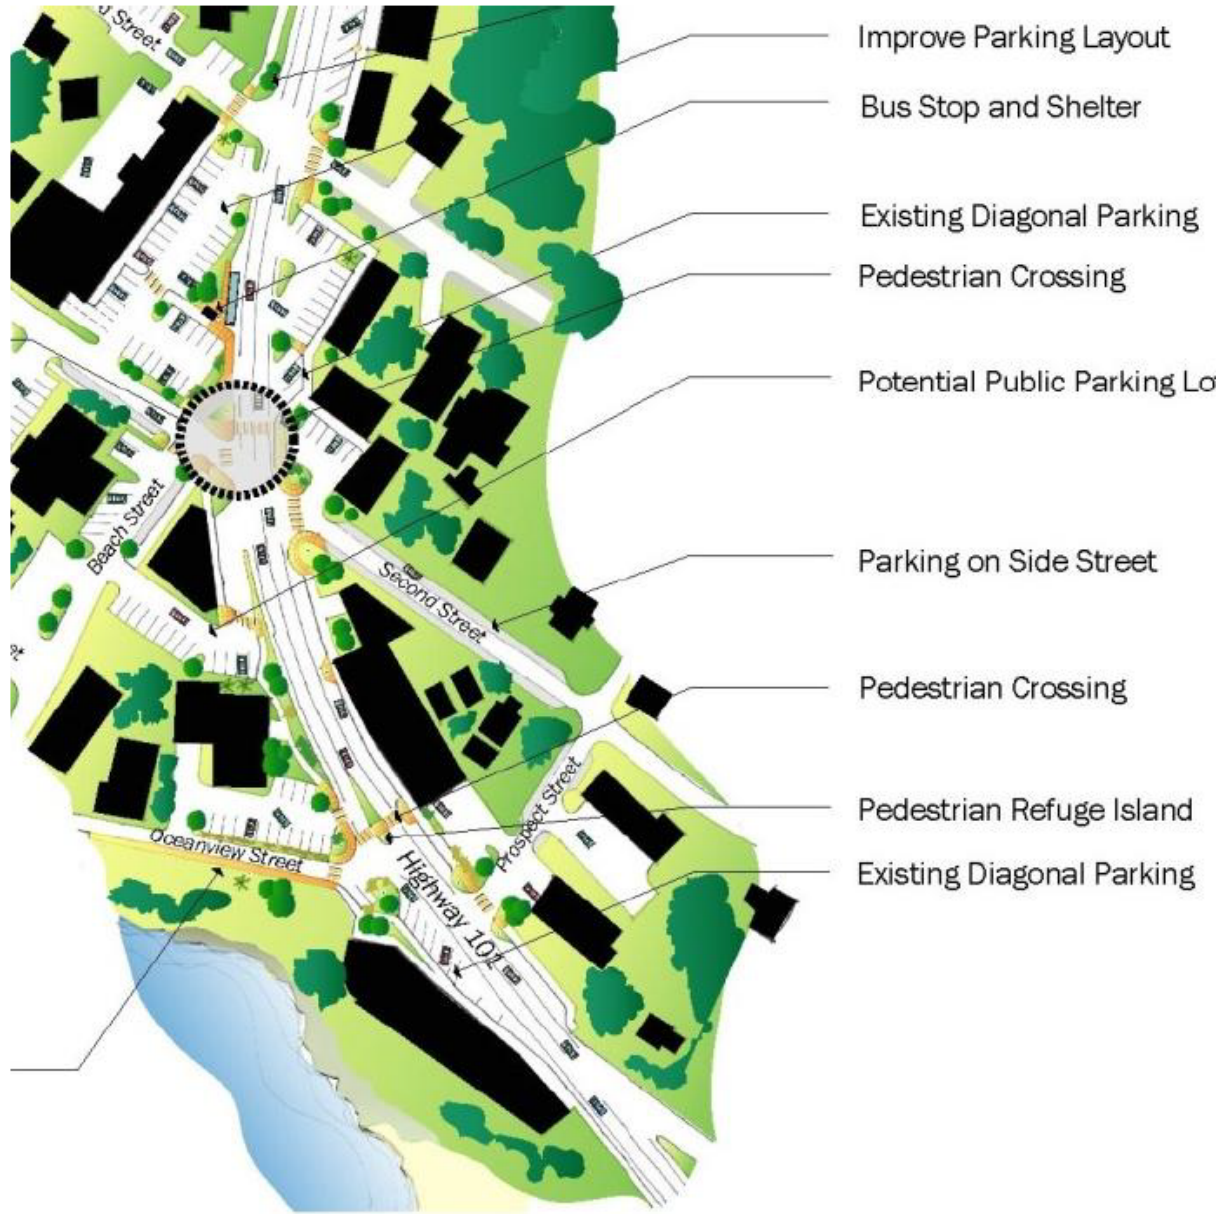 Improve Parking Layout
Bus Stop and Shelter
Existing Diagonal Parking
Pedestrian Crossing
Potential Public Parking Lo
Beach Street
Second Street
Parking on Side Street
Pedestrian Crossing
Prospect Street
Pedestrian Refuge Island
Oceanview Street
Highway 101
Existing Diagonal Parking